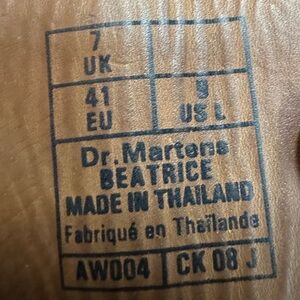 7
UK
41 9
EU US L
Dr. Martens
BEATRICE
MADE IN THAILAND
Fabriqué en Thaïlande
AW004 CK 08 J